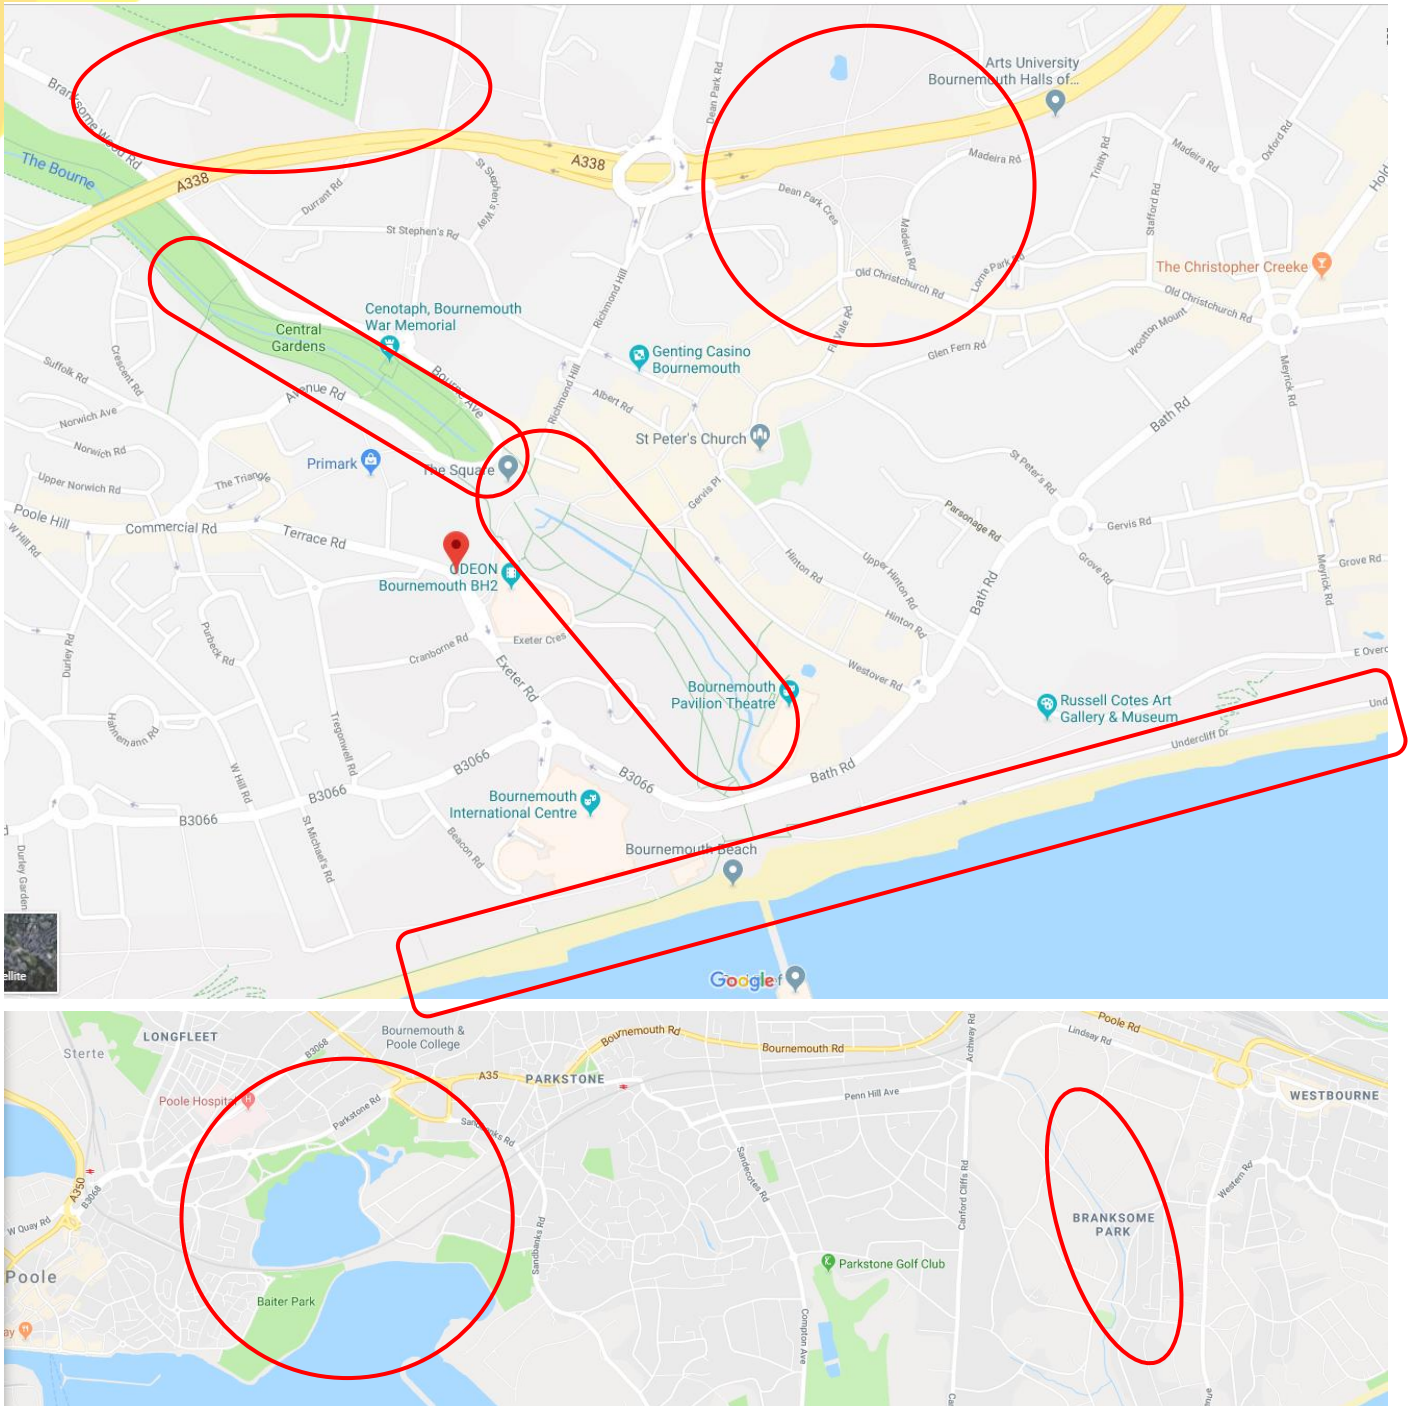 Arts University
Bournemouth Halls of...
Dean Park Rd
Branksome Wood Rd
The Bourne
A338
A338
Madeira Rd
Trinity Rd
Madeira Rd
Oxford Rd
Durrant Rd
St Stephen's Way
Dean Park Cres
Stafford Rd
St Stephen's Rd
Madeira Rd
Lorne Park Rd
The Christopher Creeke
Richmond Hill
Old Christchurch Rd
Old Christchurch Rd
Cenotaph, Bournemouth
War Memorial
Central
Gardens
Wootton Mount
Genting Casino
Bournemouth
Glen Fern Rd
Crescent Rd
Suffolk Rd
Bourne Ave
Avenue Rd
Richmond Hill
Albert Rd
Meyrick Rd
Norwich Ave
Bath Rd
Norwich Rd
St Peter's Church
Primark
The Square
St Peter's Rd
Upper Norwich Rd
The Triangle
Gervis Pl
Poole Hill
Commercial Rd
Terrace Rd
Parsonage Rd
Gervis Rd
W Hill Rd
ODEON
Bournemouth BH2
Hinton Rd
Upper Hinton Rd
Grove Rd
Grove Rd
Meyrick Rd
Bath Rd
Purbeck Rd
Durley Rd
Cranborne Rd
Exeter Cres
Hinton Rd
Exeter Rd
Westover Rd
Bournemouth
Pavilion Theatre
Russell Cotes Art
Gallery & Museum
Hahnemann Rd
Tregonwell Rd
Undercliff Dr
Und
W Hill Rd
B3066
B3066
B3066
Bath Rd
Bournemouth
International Centre
B3066
St Michael's Rd
Beacon Rd
Bournemouth Beach
Durley Garden
ellite
Google
LONGFLEET
Sterte
Bournemouth &
Poole College
B3068
Bournemouth Rd
Bournemouth Rd
Archway Rd
Poole Rd
Lindsay Rd
A35
PARKSTONE
Penn Hill Ave
WESTBOURNE
Poole Hospital
Parkstone Rd
Sandbanks Rd
Sandecotes Rd
Canford Cliffs Rd
Western Rd
A350
B3068
W Quay Rd
Sandbanks Rd
BRANKSOME
PARK
Parkstone Golf Club
Poole
Baiter Park
Compton Ave
ay